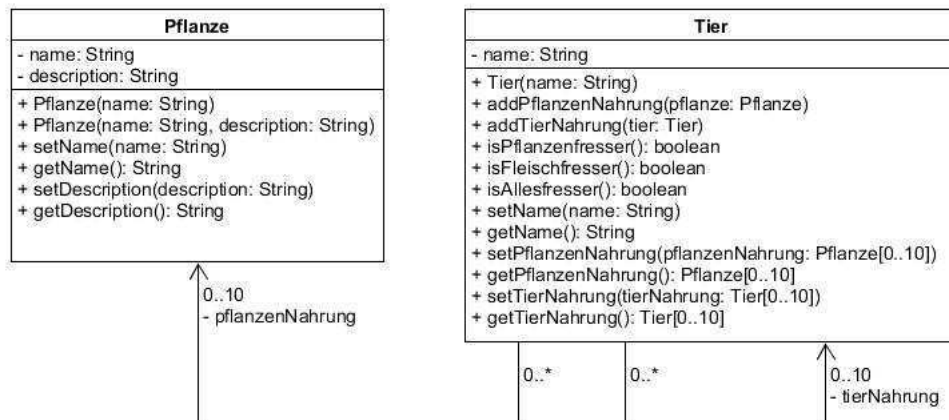 Pflanze
- name: String
- description: String
+ Pflanze(name: String)
+ Pflanze(name: String, description: String)
+ setName(name: String)
+ getName(): String
+ setDescription(description: String)
+ getDescription(): String
0..10
- pflanzenNahrung
Tier
- name: String
+ Tier(name: String)
+ addPflanzenNahrung(pflanze: Pflanze)
+ addTierNahrung(tier: Tier)
+ isPflanzenfresser(): boolean
+ isFleischfresser(): boolean
+ isAllesfresser(): boolean
+ setName(name: String)
+ getName(): String
+ setPflanzenNahrung(pflanzenNahrung: Pflanze[0..10])
+ getPflanzenNahrung(): Pflanze[0..10]
+ setTierNahrung(tierNahrung: Tier[0..10])
+ getTierNahrung(): Tier[0..10]
0..*
0..*
0..10
- tierNahrung